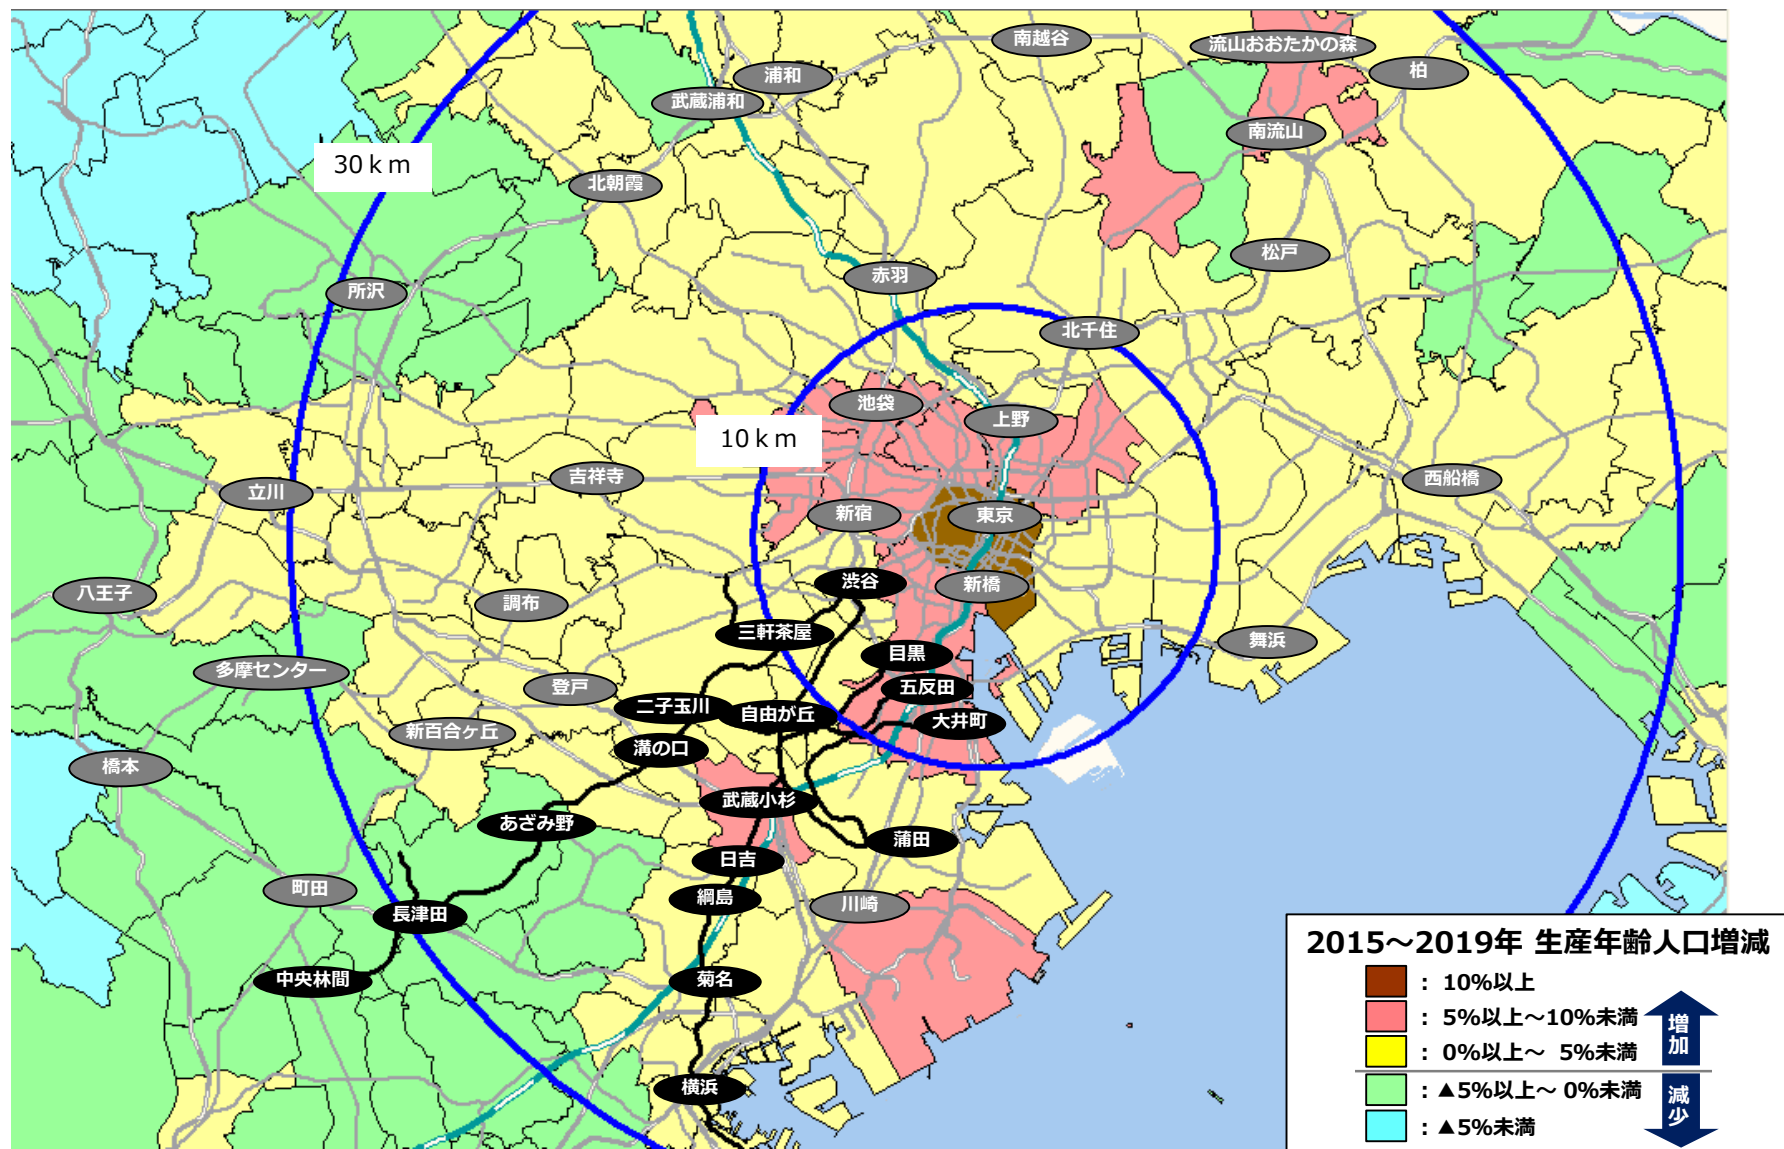 南越谷
流山おおたかの森
浦和
柏
武蔵浦和
南流山
30ｋｍ
北朝霞
松戸
赤羽
所沢
北千住
池袋
上野
10ｋｍ
吉祥寺
西船橋
立川
新宿
東京
渋谷
新橋
八王子
調布
三軒茶屋
舞浜
目黒
多摩センター
登戸
五反田
二子玉川
自由が丘
大井町
新百合ヶ丘
溝の口
橋本
武蔵小杉
あざみ野
蒲田
日吉
町田
綱島
川崎
長津田
中央林間
菊名
横浜
2015～2019年 生産年齢人口増減
： 10%以上
： 5%以上～10%未満
： 0%以上～ 5%未満
増加
：▲5%以上～ 0%未満
：▲5%未満
減少